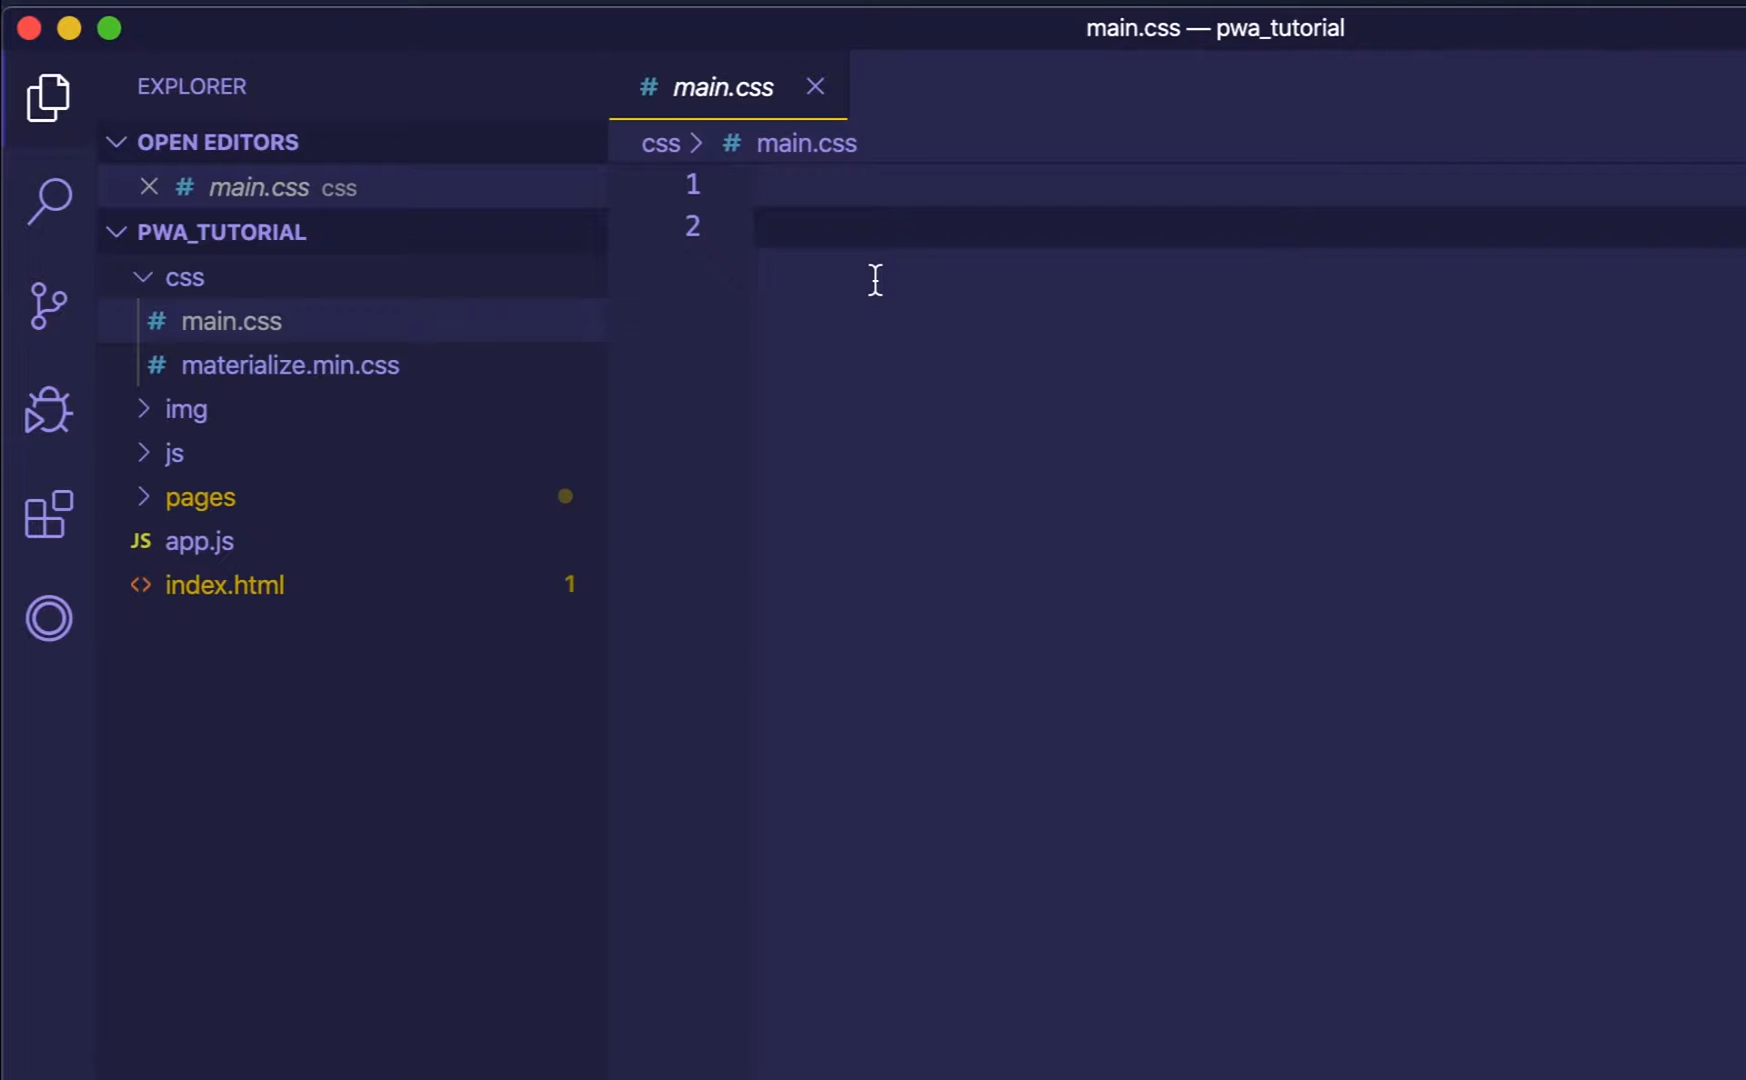 main.css — pwa_tutorial
EXPLORER
OPEN EDITORS
# main.css css
PWA_TUTORIAL
css
# main.css
# materialize.min.css
img
js
pages
JS app.js
<> index.html 1
# main.css
css > # main.css
1
2